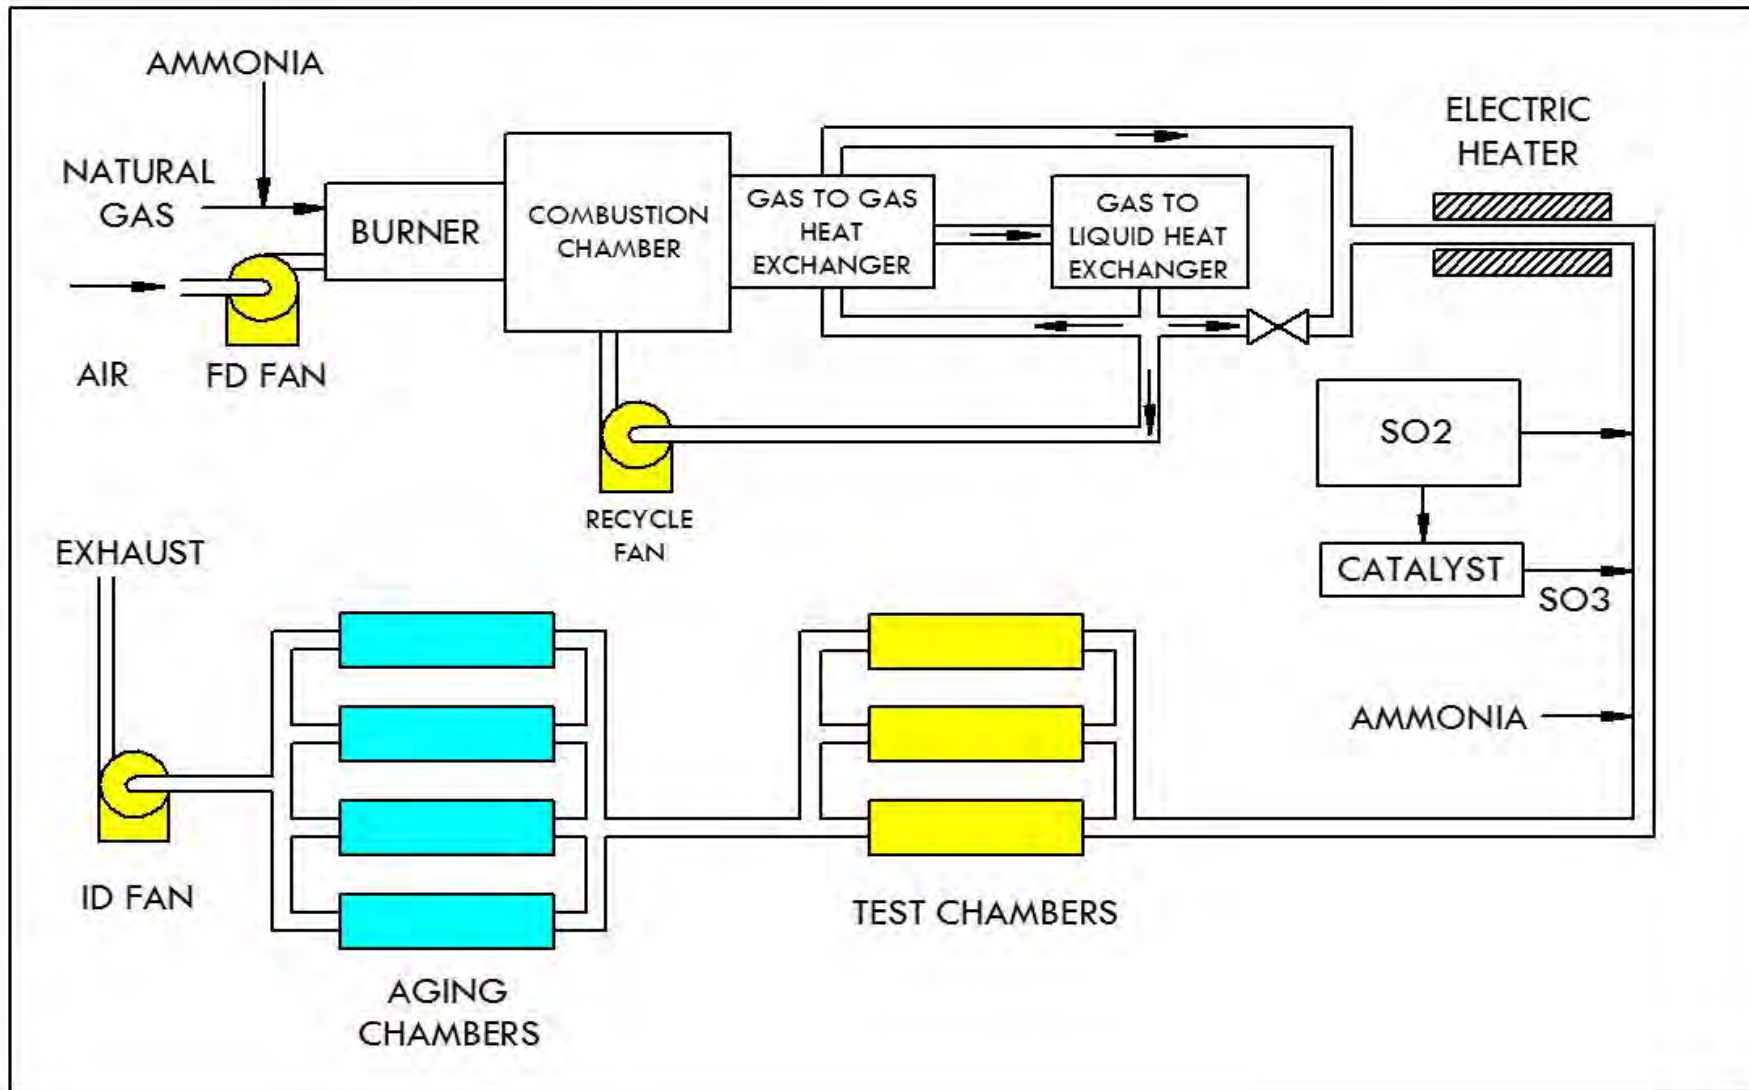 AMMONIA
NATURAL
GAS
BURNER
COMBUSTION
CHAMBER
GAS TO GAS
HEAT
EXCHANGER
GAS TO
LIQUID HEAT
EXCHANGER
ELECTRIC
HEATER
AIR
FD FAN
RECYCLE
FAN
SO2
CATALYST
SO3
AMMONIA
EXHAUST
ID FAN
AGING
CHAMBERS
TEST CHAMBERS